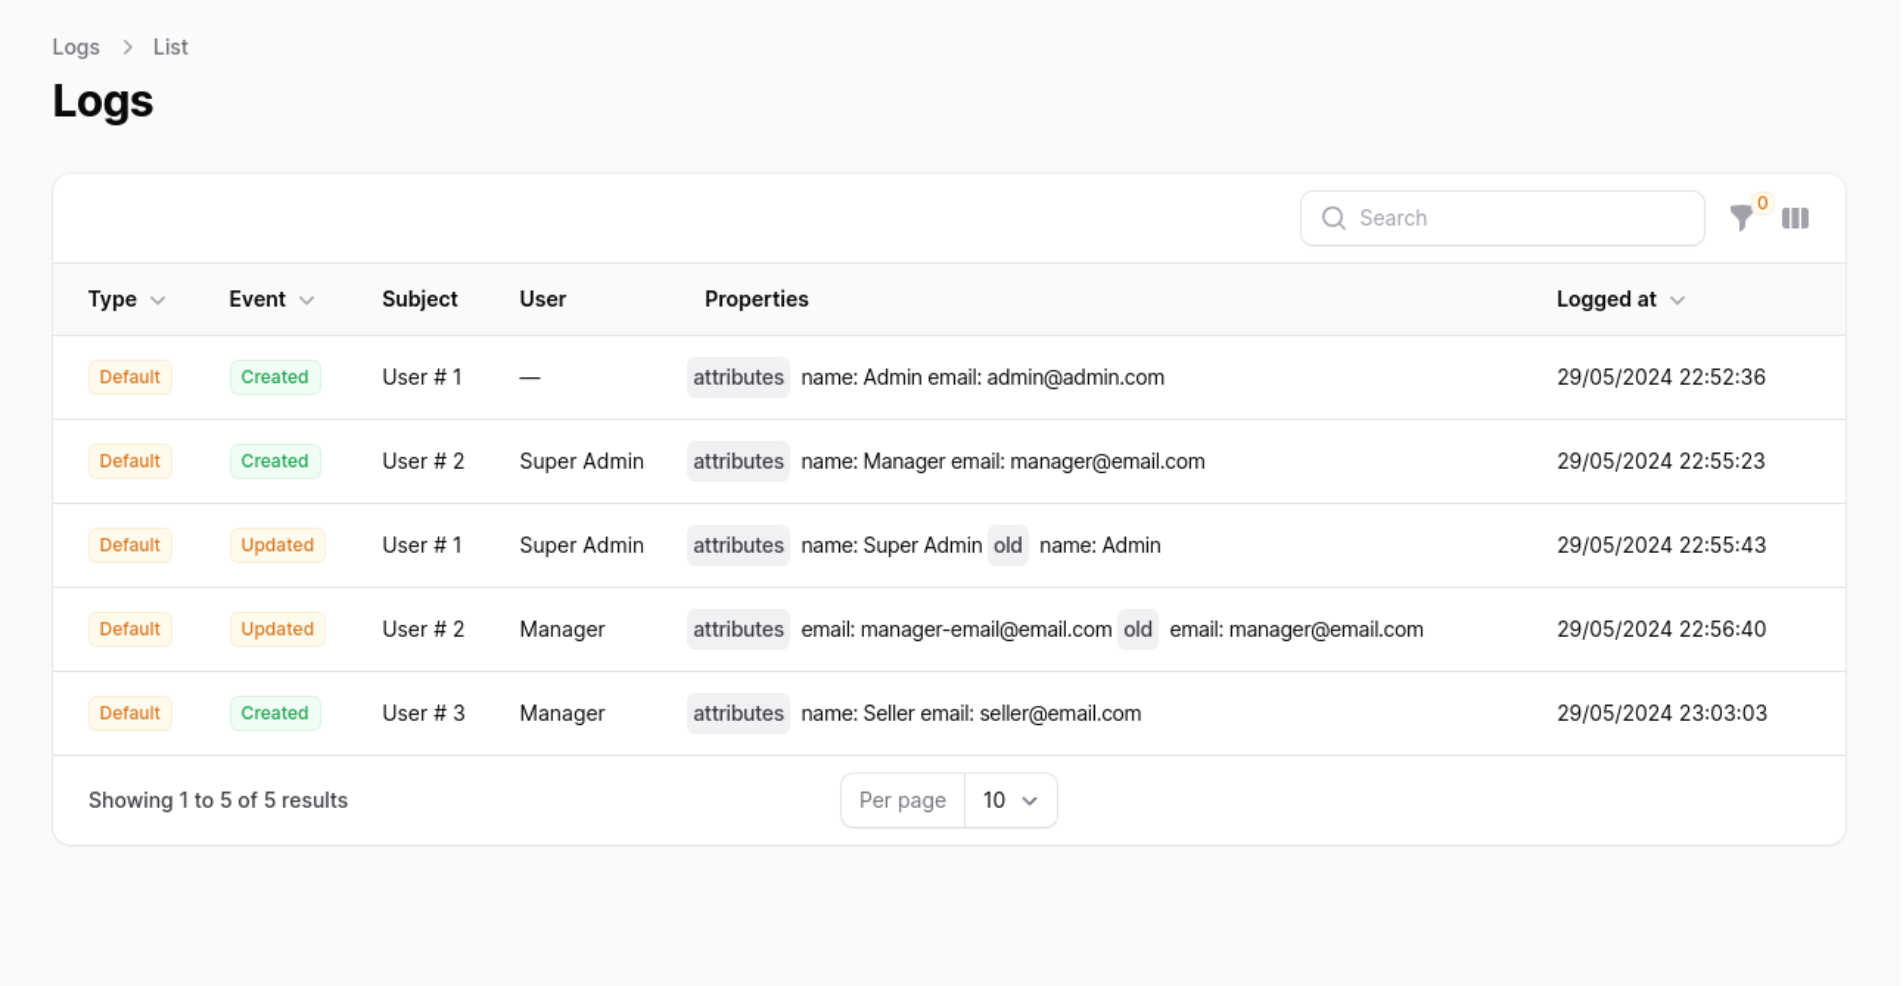 Logs > List
Logs
Search 0
Type Event Subject User Properties Logged at
Default Created User # 1 — attributes name: Admin email: admin@admin.com 29/05/2024 22:52:36
Default Created User # 2 Super Admin attributes name: Manager email: manager@email.com 29/05/2024 22:55:23
Default Updated User # 1 Super Admin attributes name: Super Admin old name: Admin 29/05/2024 22:55:43
Default Updated User # 2 Manager attributes email: manager-email@email.com old email: manager@email.com 29/05/2024 22:56:40
Default Created User # 3 Manager attributes name: Seller email: seller@email.com 29/05/2024 23:03:03
Showing 1 to 5 of 5 results Per page 10